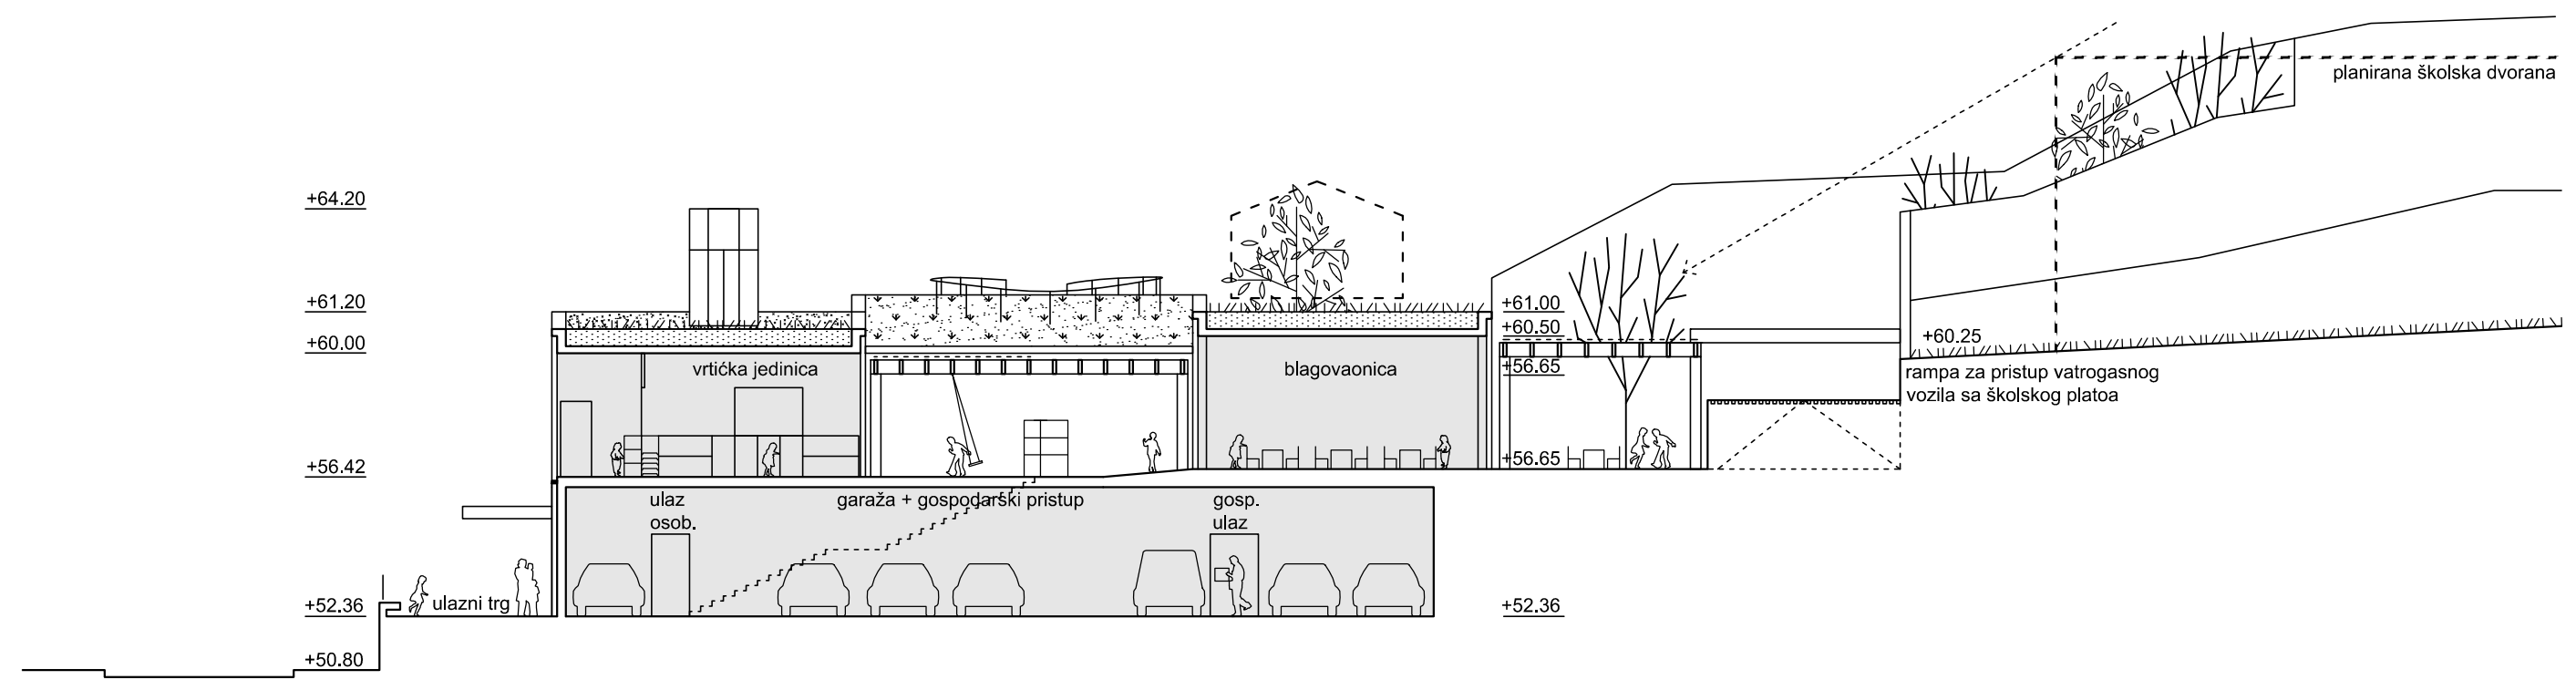 planirana školska dvorana
+64.20
+61.20
+61.00
+60.50
+60.00
+60.25
vrtićka jedinica
blagovaonica
+56.65
rampa za pristup vatrogasnog
vozila sa školskog platoa
+56.42
+56.65
ulaz
osob.
garaža + gospodarski pristup
gosp.
ulaz
+52.36
ulazni trg
+52.36
+50.80